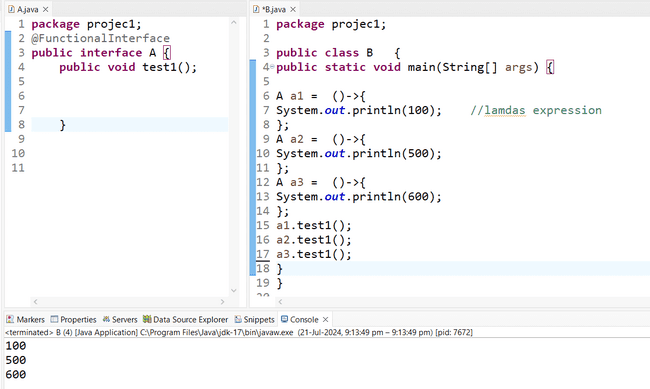 A.java
1 package projec1;
2 @FunctionalInterface
3 public interface A {
4 public void test1();
5
6
7
8 }
9
10
11
*B.java
1 package projec1;
2
3 public class B {
4 public static void main(String[] args) {
5
6 A a1 = ()->{
7 System.out.println(100); //lamdas expression
8 };
9 A a2 = ()->{
10 System.out.println(500);
11 };
12 A a3 = ()->{
13 System.out.println(600);
14 };
15 a1.test1();
16 a2.test1();
17 a3.test1();
18 }
19 }
Markers Properties Servers Data Source Explorer Snippets Console
<terminated> B (4) [Java Application] C:\Program Files\Java\jdk-17\bin\javaw.exe (21-Jul-2024, 9:13:49 pm – 9:13:49 pm) [pid: 7672]
100
500
600